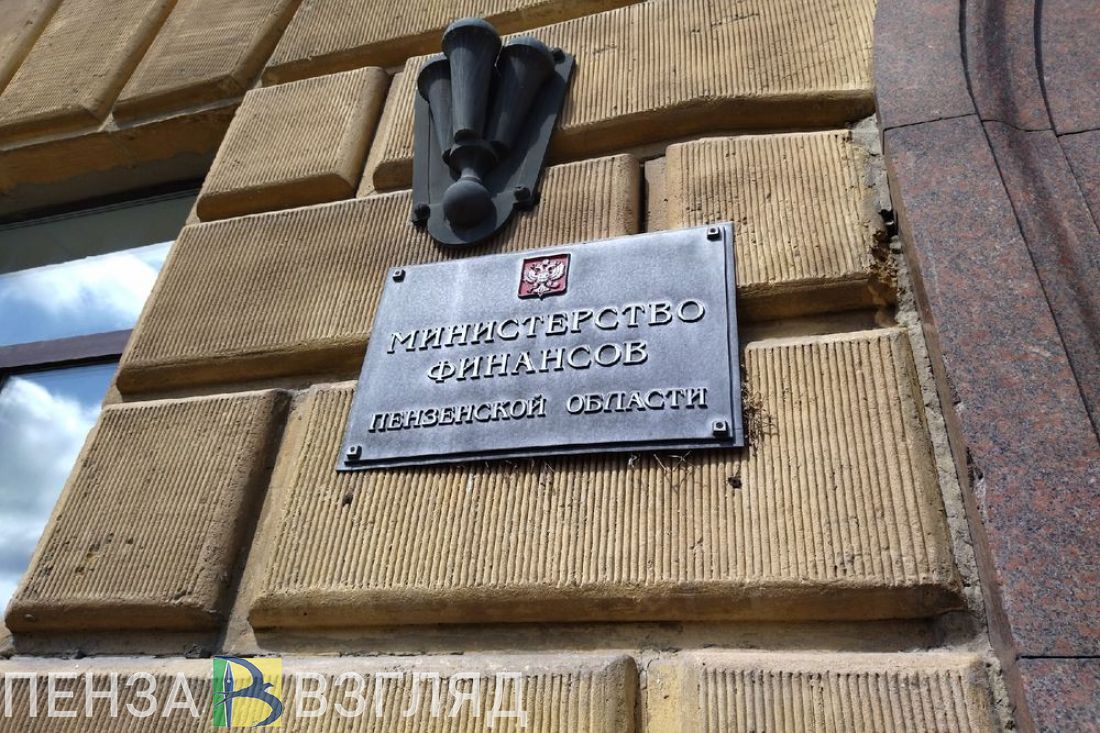 МИНИСТЕРСТВО
ФИНАНСОВ
ПЕНЗЕНСКОЙ ОБЛАСТИ
ПЕНЗА В ВЗГЛЯД